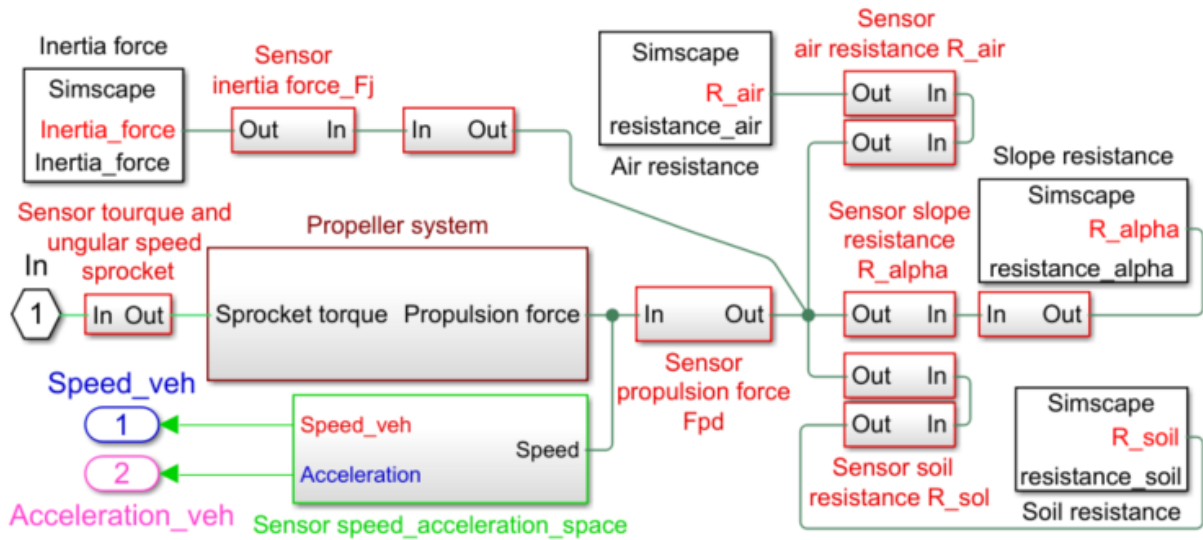 Inertia force
Simscape
Inertia_force
Inertia_force
Sensor
inertia force_Fj
Out In
In Out
Simscape
R_air
resistance_air
Air resistance
Sensor
air resistance R_air
Out In
Out In
Slope resistance
Simscape
R_alpha
resistance_alpha
Sensor tourque and
ungular speed
sprocket
In
1
In Out
Propeller system
Sprocket torque Propulsion force
In Out
Sensor
propulsion force
Fpd
Sensor slope
resistance
R_alpha
Out In
In Out
Out In
Out In
Sensor soil
resistance R_sol
Simscape
R_soil
resistance_soil
Soil resistance
Speed_veh
1
2
Acceleration_veh
Speed_veh
Acceleration
Speed
Sensor speed_acceleration_space